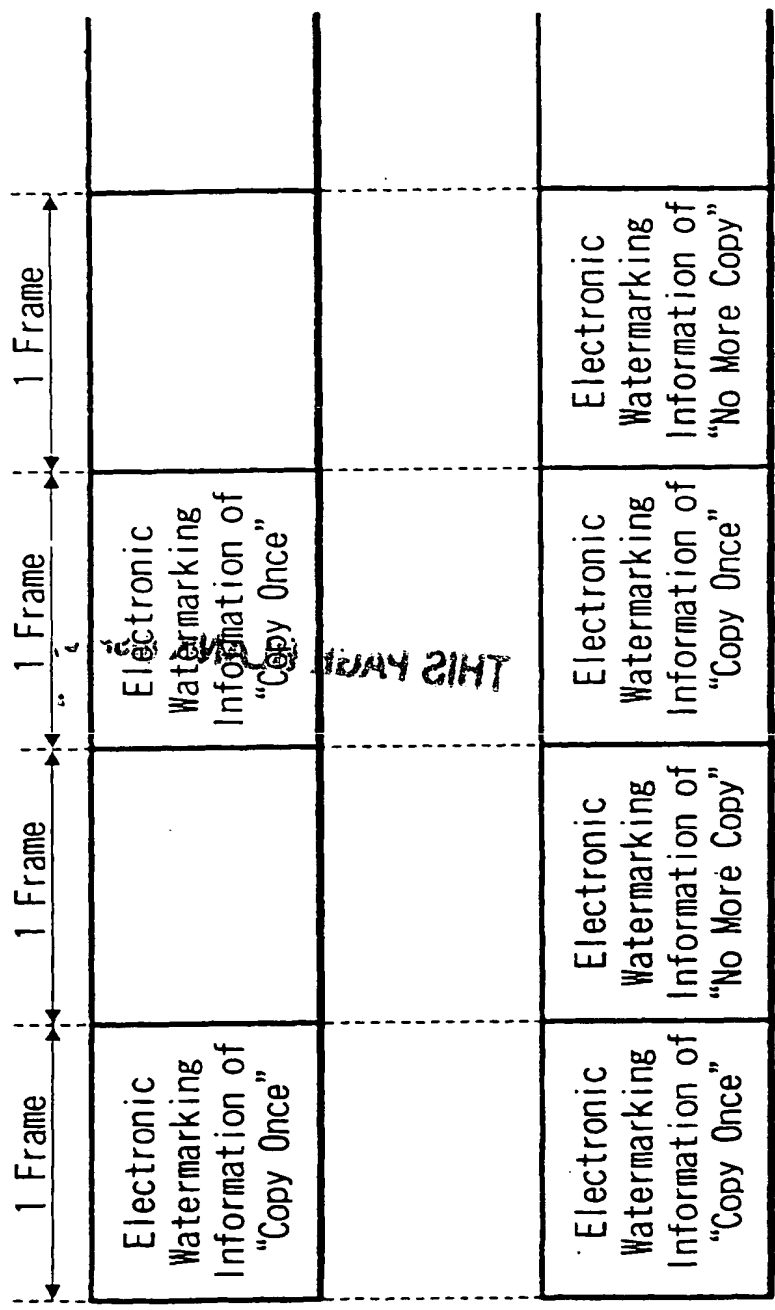 1 Frame
1 Frame
1 Frame
1 Frame
Electronic
Watermarking
Information of
“Copy Once”
Electronic
Watermarking
Information of
“Copy Once”
THIS PAGE
Electronic
Watermarking
Information of
“Copy Once”
Electronic
Watermarking
Information of
“No More Copy”
Electronic
Watermarking
Information of
“Copy Once”
Electronic
Watermarking
Information of
“No More Copy”